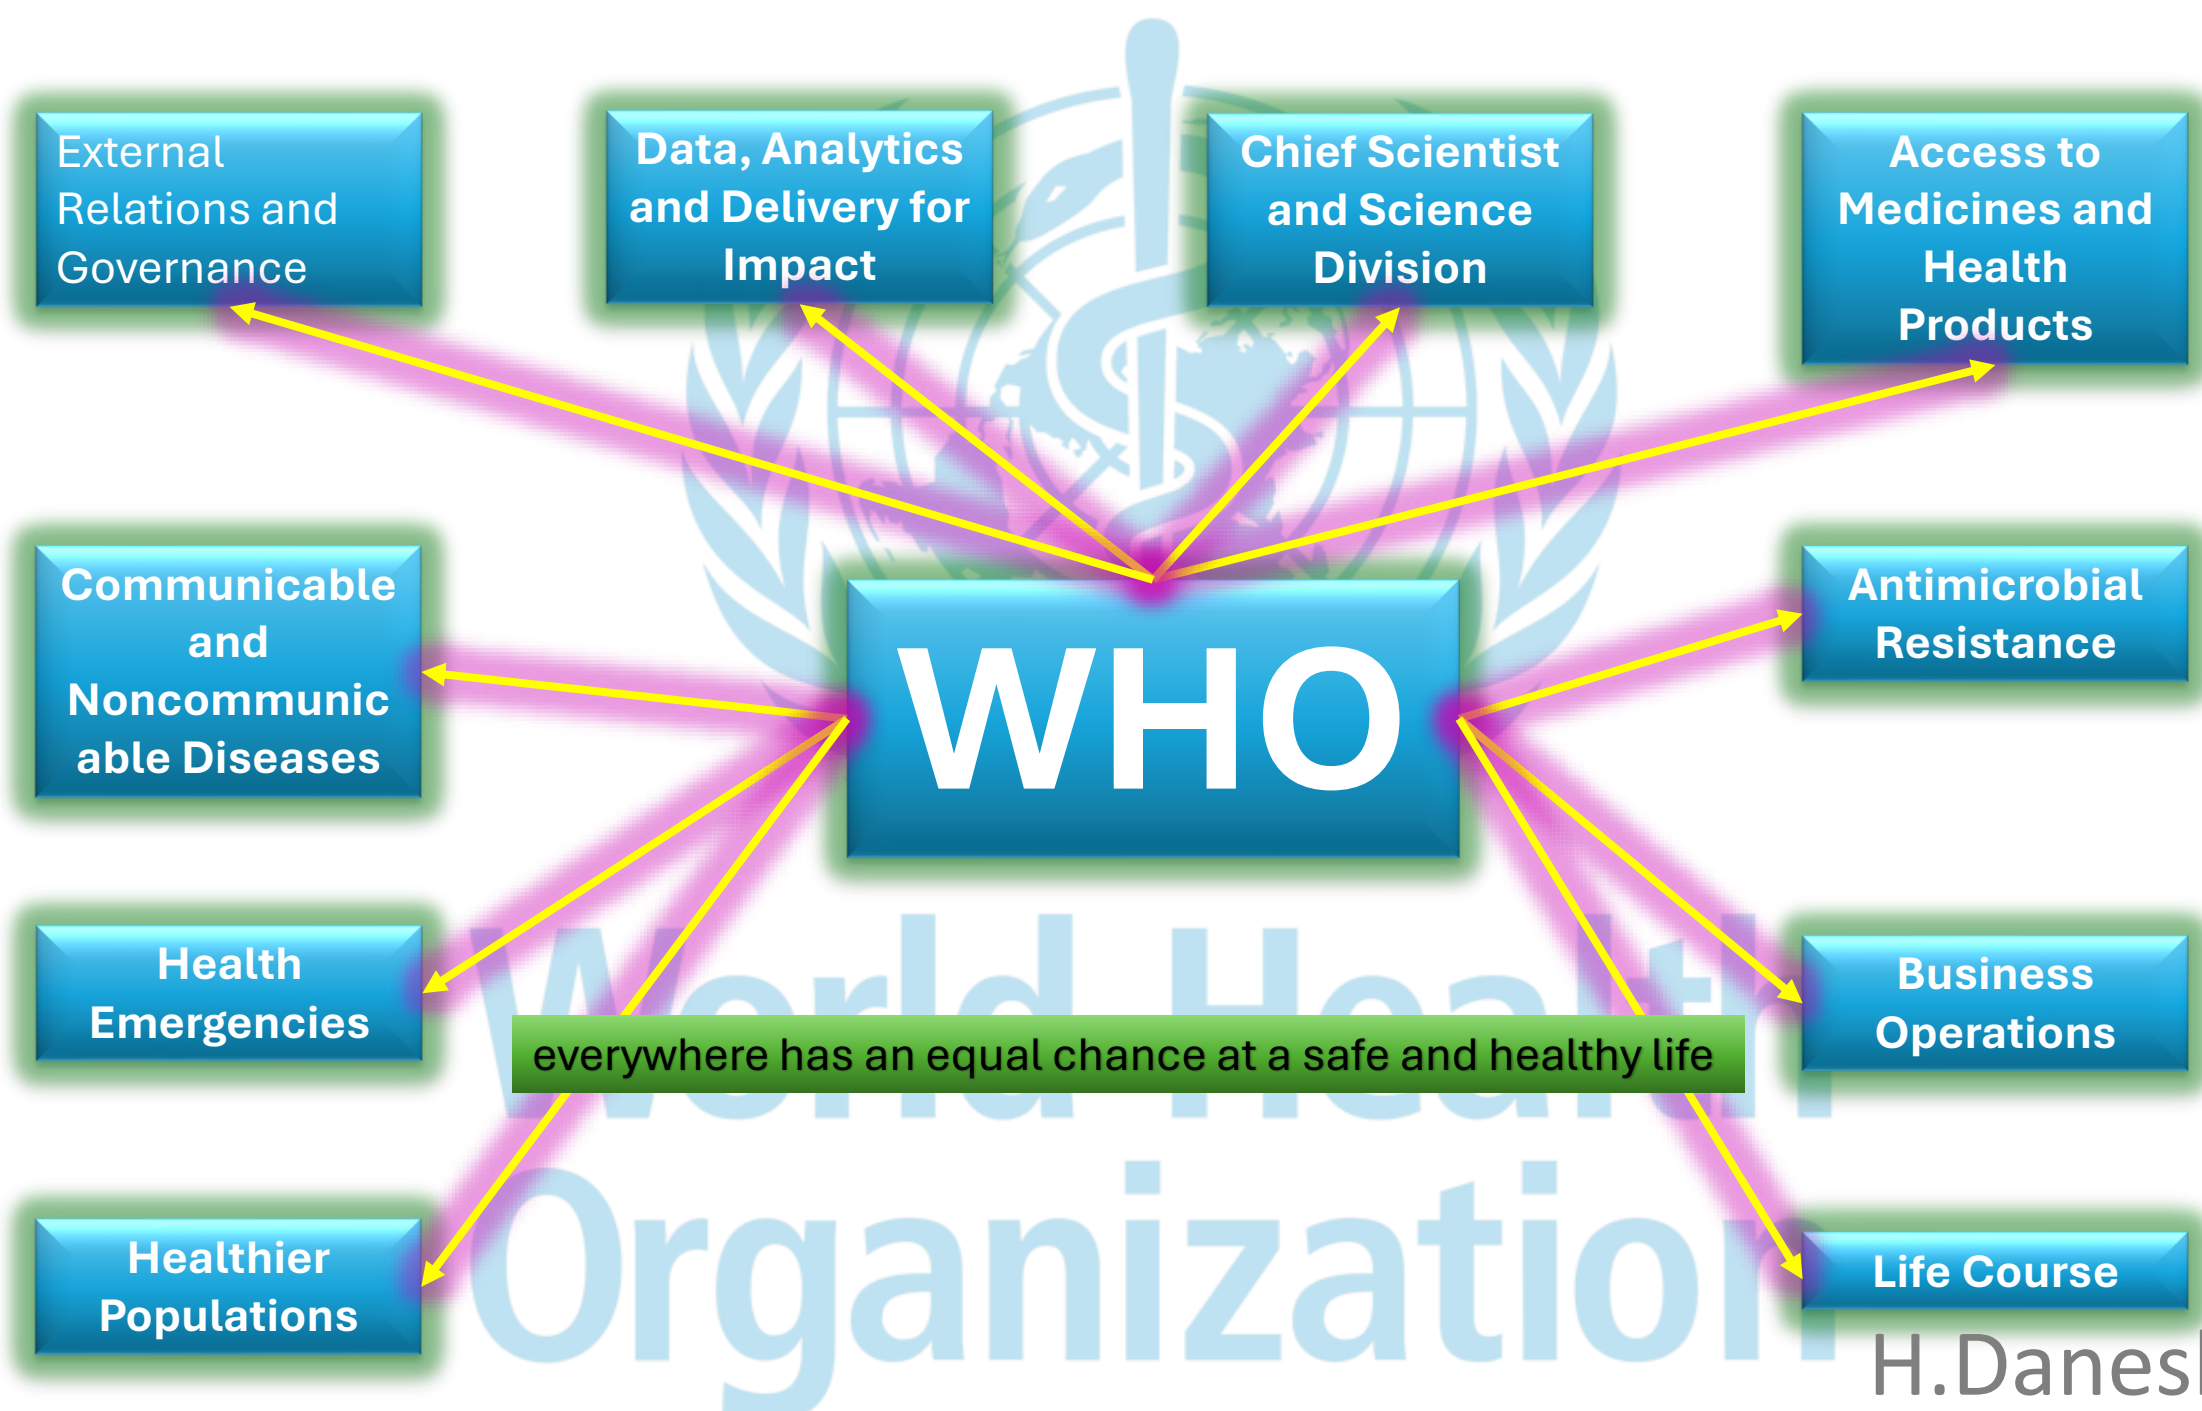 External
Relations and
Governance
Data, Analytics
and Delivery for
Impact
Chief Scientist
and Science
Division
Access to
Medicines and
Health
Products
Communicable
and
Noncommunic
able Diseases
WHO
Antimicrobial
Resistance
Health
Emergencies
everywhere has an equal chance at a safe and healthy life
Business
Operations
Healthier
Populations
Life Course
World Health
Organization